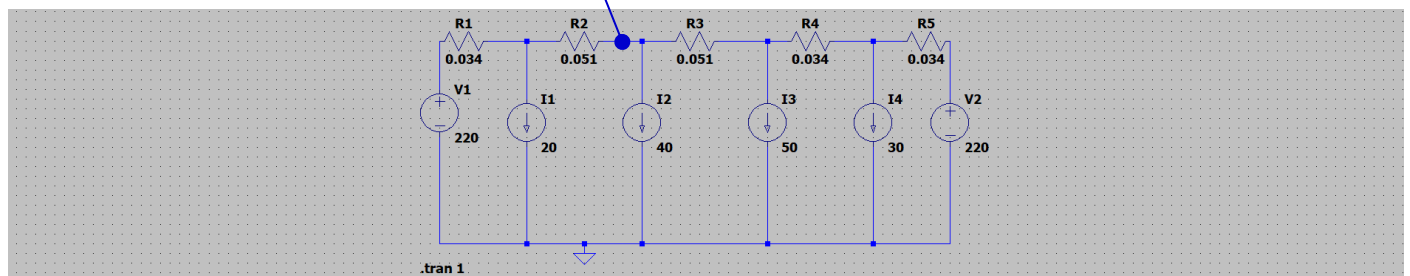 R1 R2 R3 R4 R5
0.034 0.051 0.051 0.034 0.034
V1 I1 I2 I3 I4 V2
220 20 40 50 30 220
.tran 1